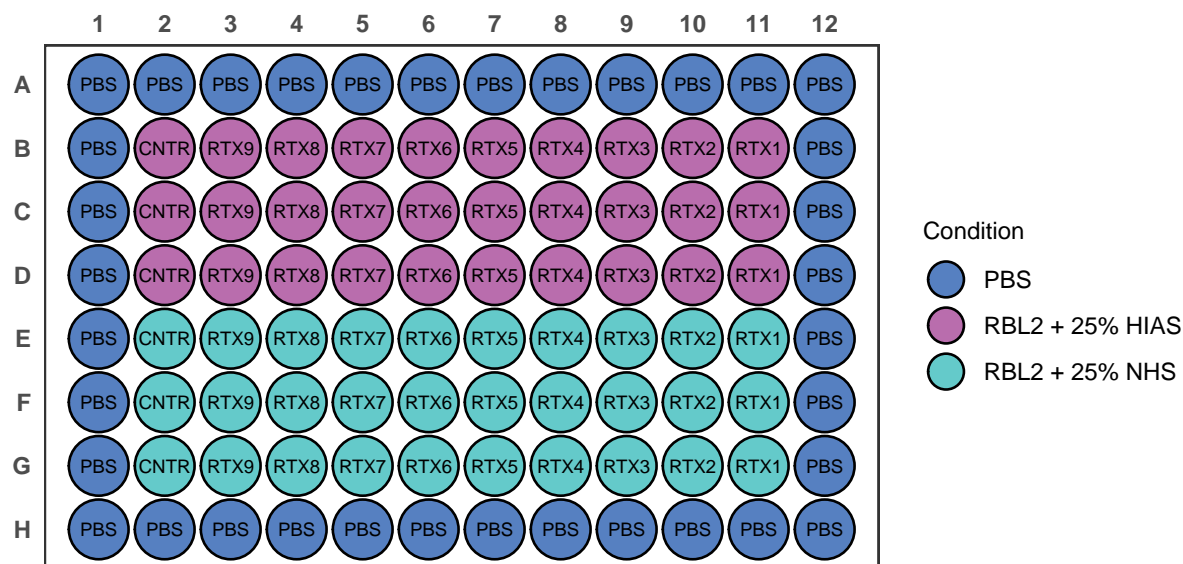 1 2 3 4 5 6 7 8 9 10 11 12
A PBS PBS PBS PBS PBS PBS PBS PBS PBS PBS PBS PBS
B PBS CNTR RTX9 RTX8 RTX7 RTX6 RTX5 RTX4 RTX3 RTX2 RTX1 PBS
C PBS CNTR RTX9 RTX8 RTX7 RTX6 RTX5 RTX4 RTX3 RTX2 RTX1 PBS
D PBS CNTR RTX9 RTX8 RTX7 RTX6 RTX5 RTX4 RTX3 RTX2 RTX1 PBS
E PBS CNTR RTX9 RTX8 RTX7 RTX6 RTX5 RTX4 RTX3 RTX2 RTX1 PBS
F PBS CNTR RTX9 RTX8 RTX7 RTX6 RTX5 RTX4 RTX3 RTX2 RTX1 PBS
G PBS CNTR RTX9 RTX8 RTX7 RTX6 RTX5 RTX4 RTX3 RTX2 RTX1 PBS
H PBS PBS PBS PBS PBS PBS PBS PBS PBS PBS PBS PBS
Condition
PBS
RBL2 + 25% HIAS
RBL2 + 25% NHS